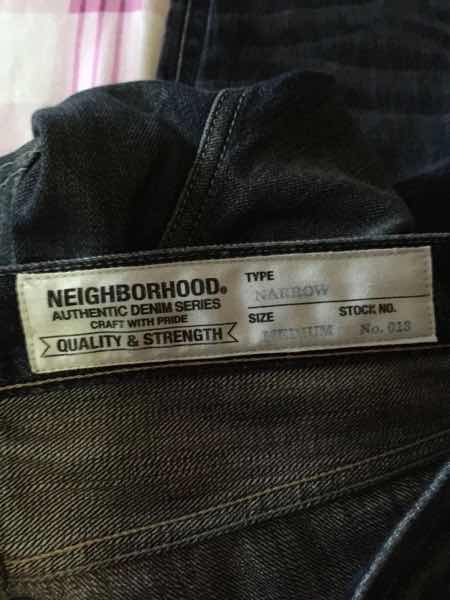 NEIGHBORHOOD®
AUTHENTIC DENIM SERIES
CRAFT WITH PRIDE
QUALITY & STRENGTH
TYPE
NARROW
SIZE
STOCK NO.
MEDIUM
No. 013